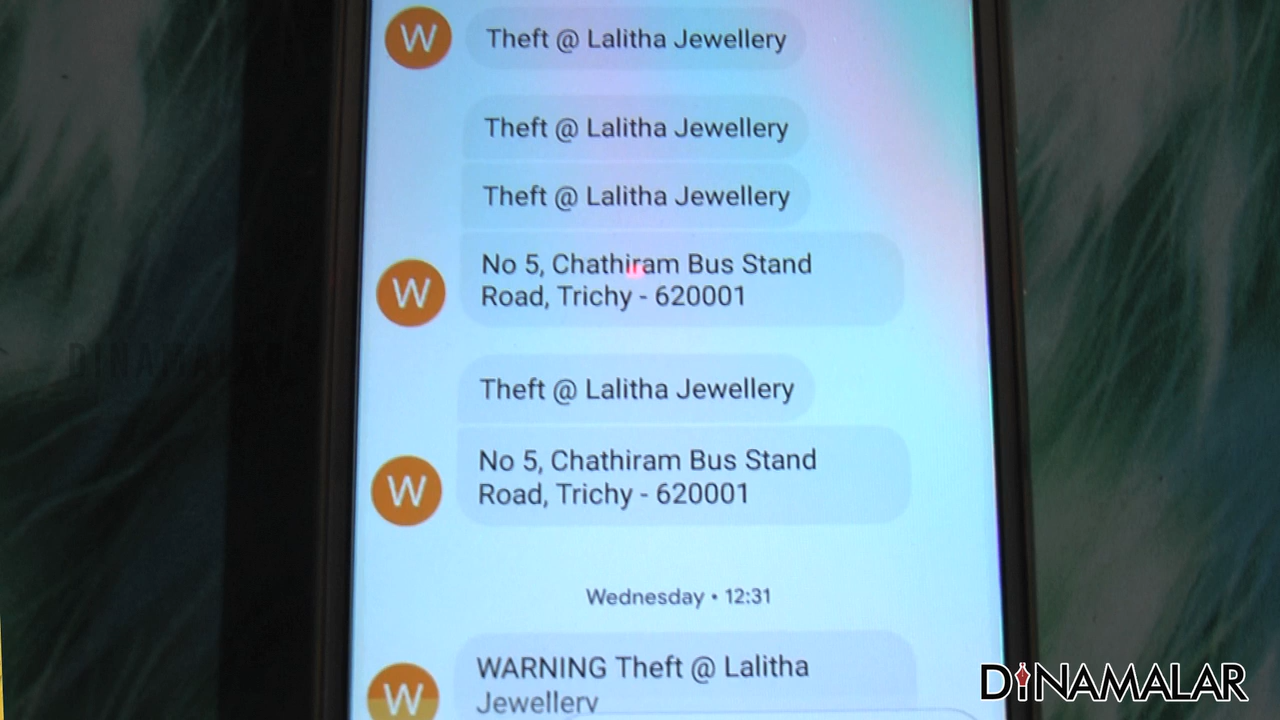 W
Theft @ Lalitha Jewellery
Theft @ Lalitha Jewellery
Theft @ Lalitha Jewellery
W
No 5, Chathiram Bus Stand
Road, Trichy - 620001
Theft @ Lalitha Jewellery
W
No 5, Chathiram Bus Stand
Road, Trichy - 620001
Wednesday • 12:31
W
WARNING Theft @ Lalitha
Jewellery
DINAMALAR
DINAMALAR